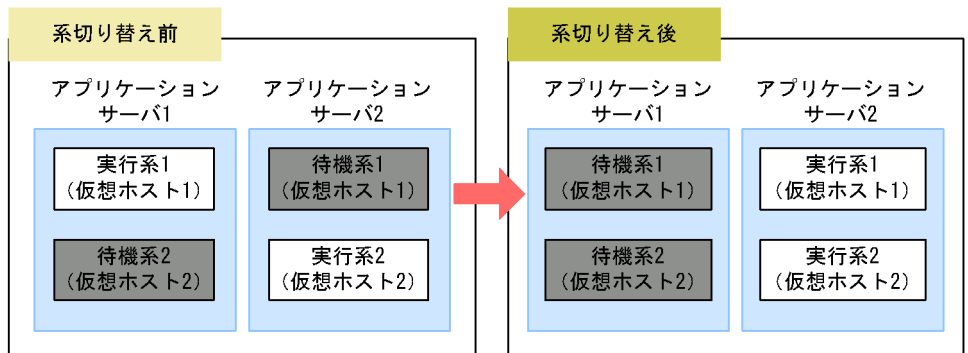 系切り替え前
アプリケーション
サーバ1
アプリケーション
サーバ2
実行系1
(仮想ホスト1)
待機系1
(仮想ホスト1)
待機系2
(仮想ホスト2)
実行系2
(仮想ホスト2)
系切り替え後
アプリケーション
サーバ1
アプリケーション
サーバ2
待機系1
(仮想ホスト1)
実行系1
(仮想ホスト1)
待機系2
(仮想ホスト2)
実行系2
(仮想ホスト2)